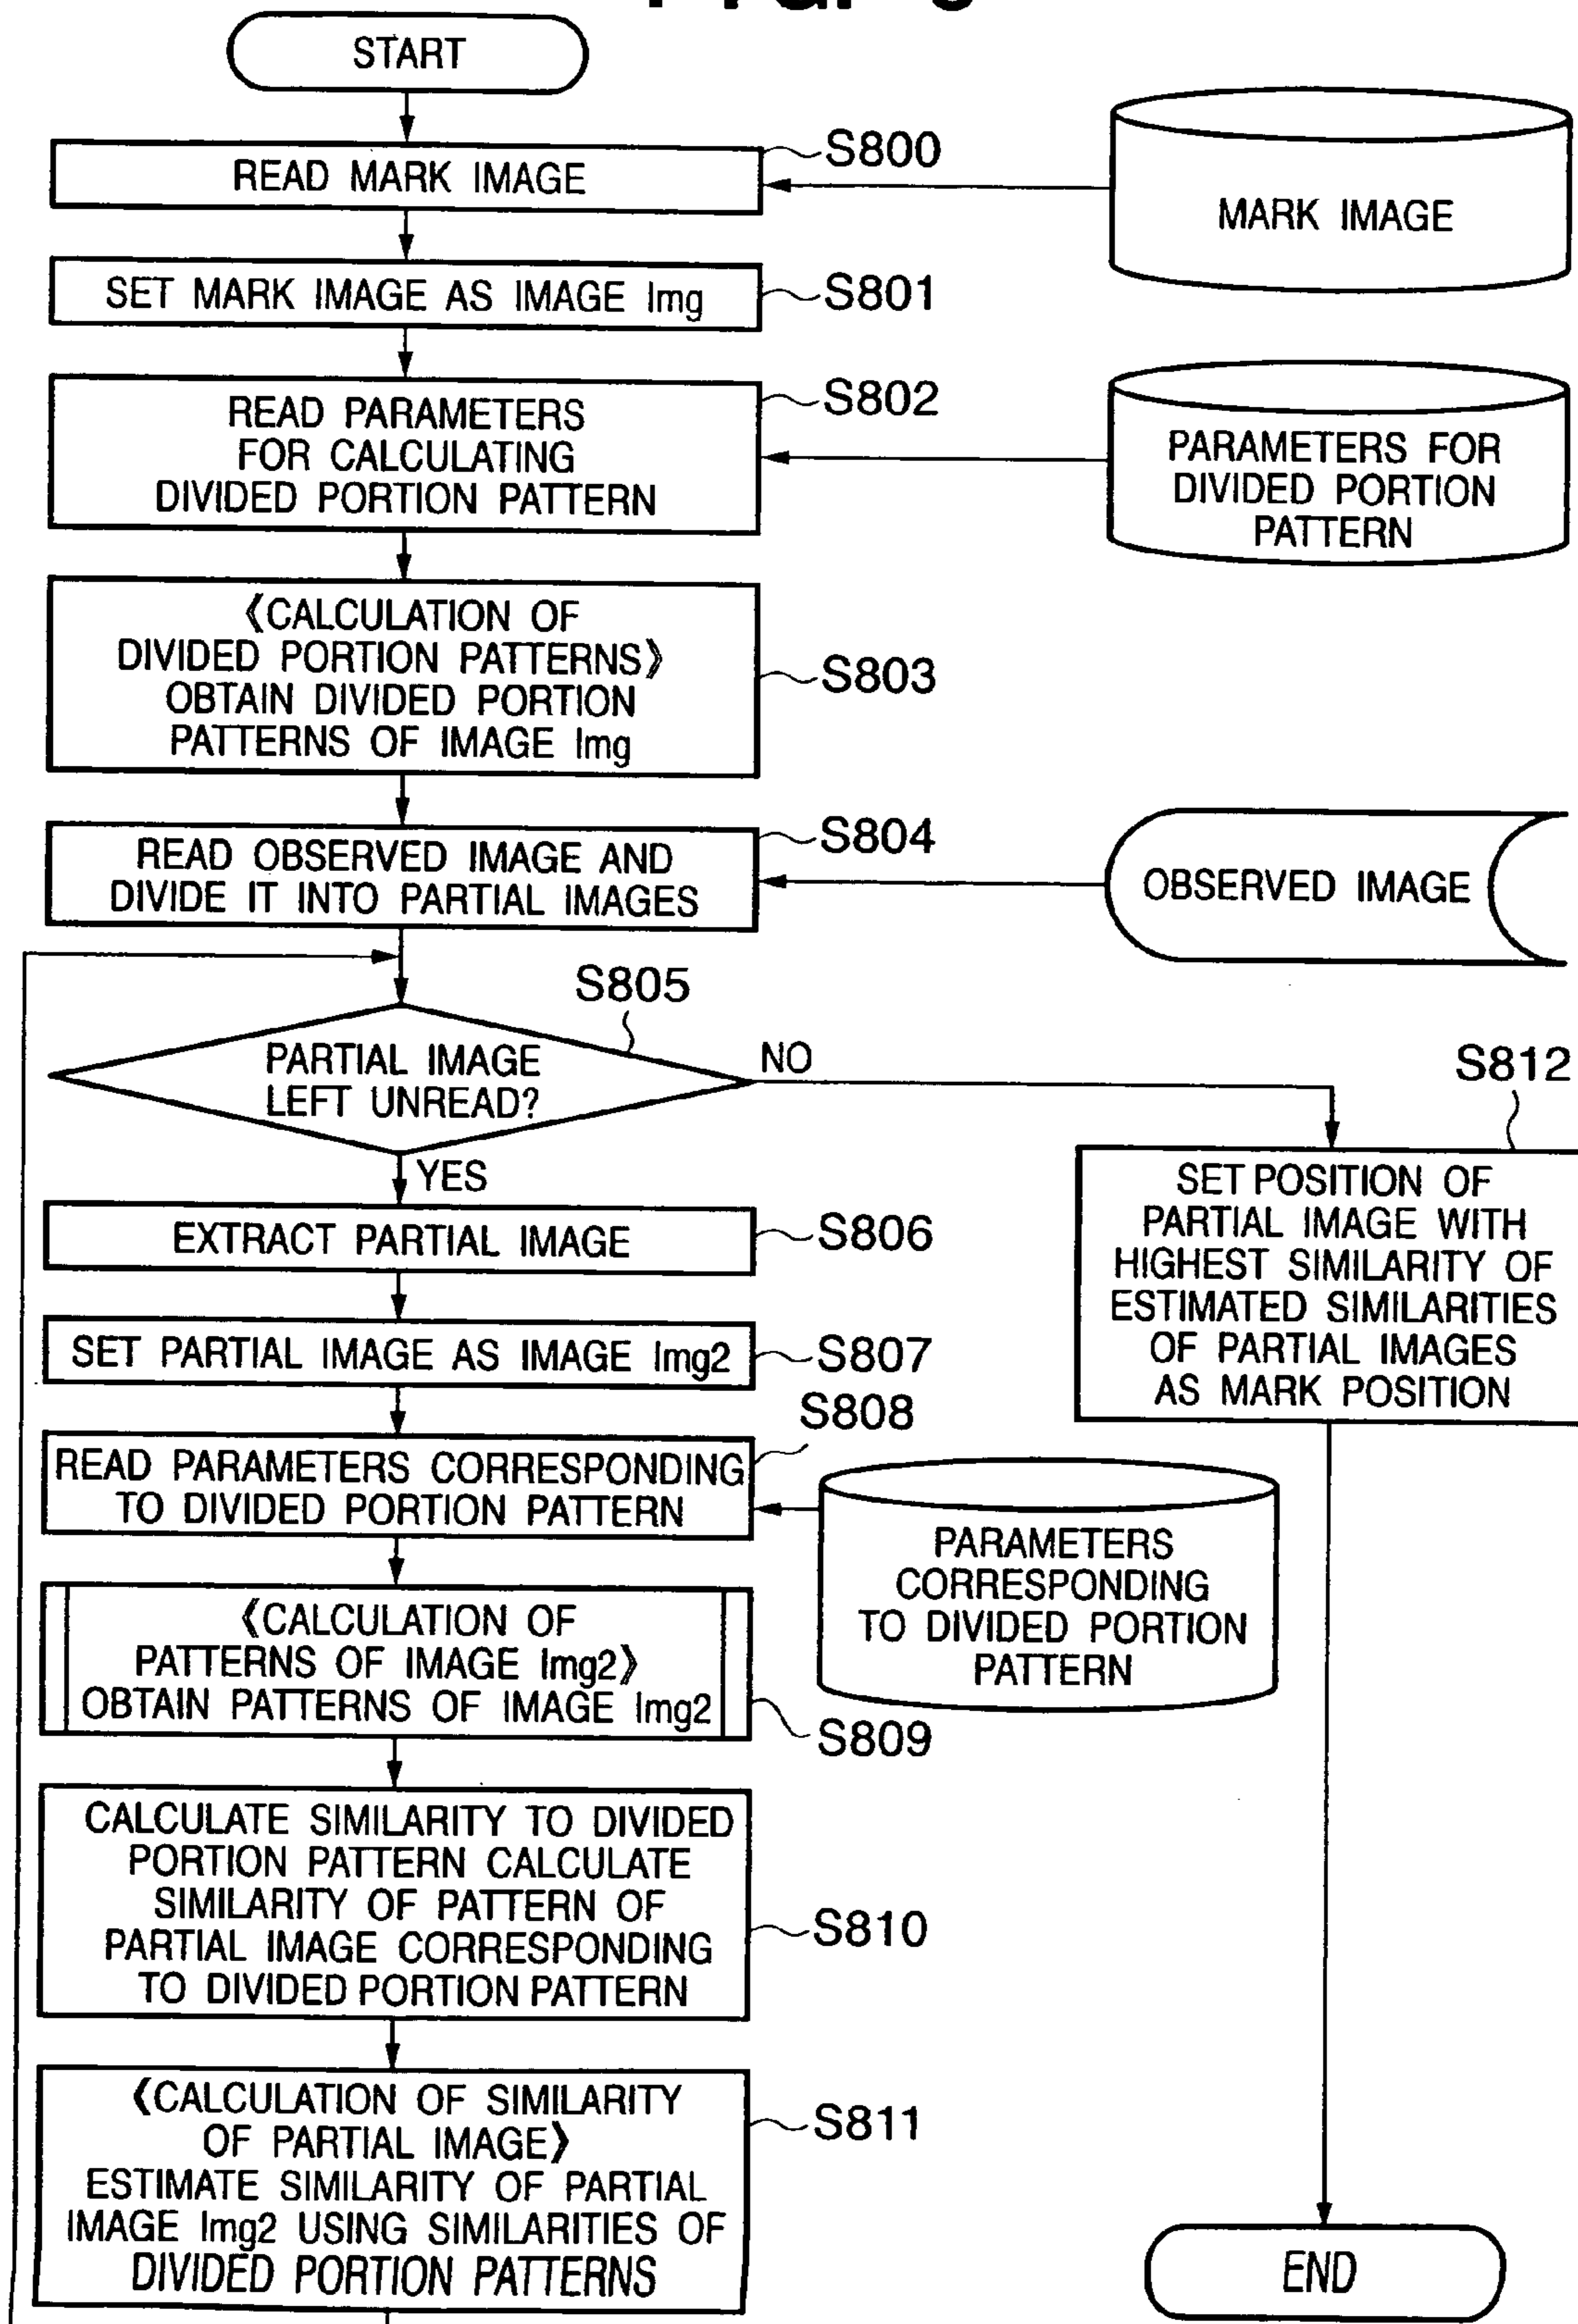 START
S800
READ MARK IMAGE
MARK IMAGE
SET MARK IMAGE AS IMAGE Img
S801
S802
READ PARAMETERS
FOR CALCULATING
DIVIDED PORTION PATTERN
PARAMETERS FOR
DIVIDED PORTION
PATTERN
《CALCULATION OF
DIVIDED PORTION PATTERNS》
OBTAIN DIVIDED PORTION
PATTERNS OF IMAGE Img
S803
S804
READ OBSERVED IMAGE AND
DIVIDE IT INTO PARTIAL IMAGES
OBSERVED IMAGE
S805
PARTIAL IMAGE
LEFT UNREAD?
NO
YES
S812
SET POSITION OF
PARTIAL IMAGE WITH
HIGHEST SIMILARITY OF
ESTIMATED SIMILARITIES
OF PARTIAL IMAGES
AS MARK POSITION
EXTRACT PARTIAL IMAGE
S806
SET PARTIAL IMAGE AS IMAGE Img2
S807
S808
READ PARAMETERS CORRESPONDING
TO DIVIDED PORTION PATTERN
PARAMETERS
CORRESPONDING
TO DIVIDED PORTION
PATTERN
《CALCULATION OF
PATTERNS OF IMAGE Img2》
OBTAIN PATTERNS OF IMAGE Img2
S809
CALCULATE SIMILARITY TO DIVIDED
PORTION PATTERN CALCULATE
SIMILARITY OF PATTERN OF
PARTIAL IMAGE CORRESPONDING
TO DIVIDED PORTION PATTERN
S810
《CALCULATION OF SIMILARITY
OF PARTIAL IMAGE》
ESTIMATE SIMILARITY OF PARTIAL
IMAGE Img2 USING SIMILARITIES OF
DIVIDED PORTION PATTERNS
S811
END